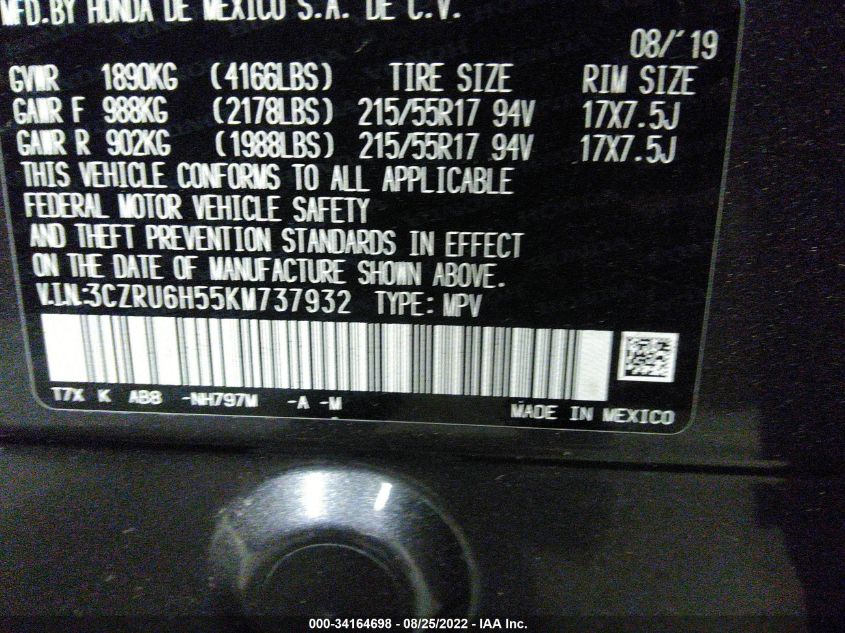 MFD.BY HONDA DE MEXICO S.A. DE C.V.
08/'19
GVWR 1890KG (4166LBS) TIRE SIZE RIM SIZE
GAWR F 988KG (2178LBS) 215/55R17 94V 17X7.5J
GAWR R 902KG (1988LBS) 215/55R17 94V 17X7.5J
THIS VEHICLE CONFORMS TO ALL APPLICABLE
FEDERAL MOTOR VEHICLE SAFETY
AND THEFT PREVENTION STANDARDS IN EFFECT
ON THE DATE OF MANUFACTURE SHOWN ABOVE.
V.I.N:3CZRU6H55KM737932 TYPE: MPV
T7X K AB8 -NH797M -A -M
MADE IN MEXICO
000-34164698 - 08/25/2022 - IAA Inc.